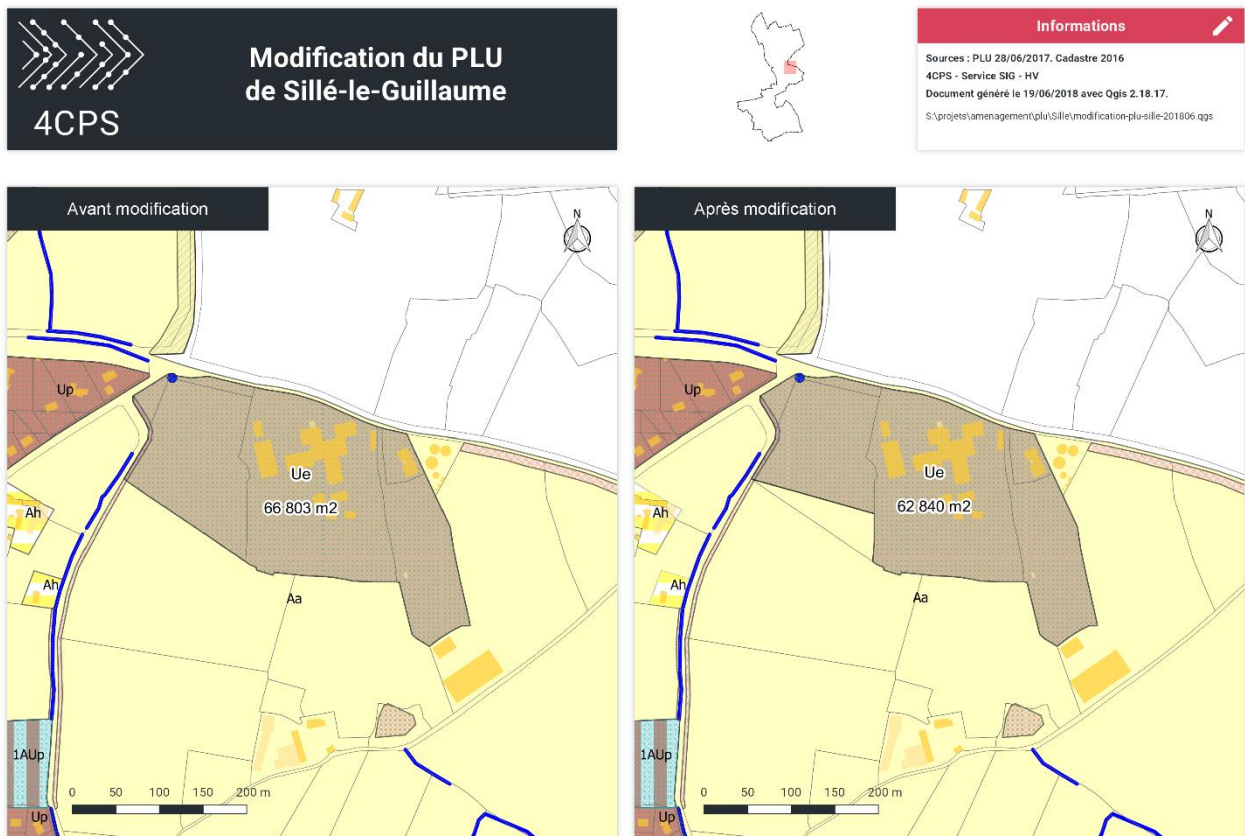 4CPS
Modification du PLU
de Sillé-le-Guillaume
Informations
Sources : PLU 28/06/2017. Cadastre 2016
4CPS - Service SIG - HV
Document généré le 19/06/2018 avec Qgis 2.18.17.
S:\projets\amenagement\plu\Sille\modification-plu-sille-201806.qgs
Avant modification
N
Up
Ue
66 803 m2
Ah
Ah
Aa
1AUp
Up
0 50 100 150 200 m
Après modification
N
Up
Ue
62 840 m2
Ah
Ah
Aa
1AUp
Up
0 50 100 150 200 m